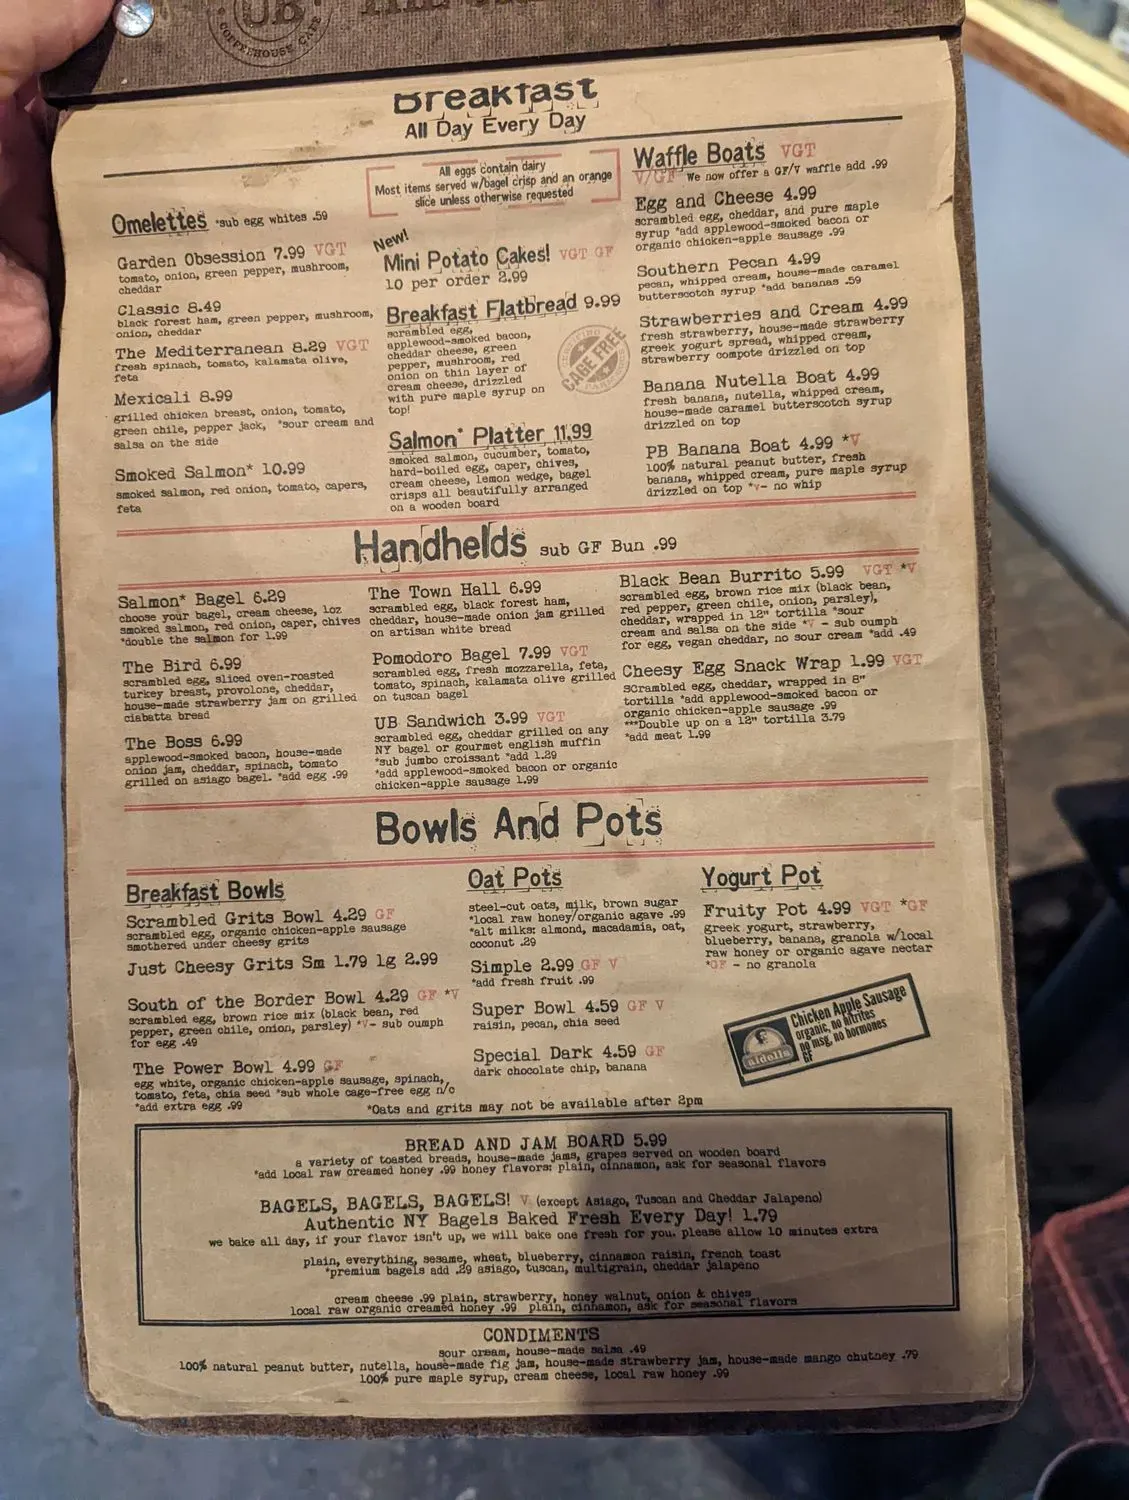 UB
COFFEEHOUSE CAFE
Breakfast
All Day Every Day
All eggs contain dairy
Most items served w/bagel crisp and an orange
slice unless otherwise requested
Omelettes *sub egg whites .59
Garden Obsession 7.99 VGT
tomato, onion, green pepper, mushroom,
cheddar
Classic 8.49
black forest ham, green pepper, mushroom,
onion, cheddar
The Mediterranean 8.29 VGT
fresh spinach, tomato, kalamata olive,
feta
Mexicali 8.99
grilled chicken breast, onion, tomato,
green chile, pepper jack, *sour cream and
salsa on the side
Smoked Salmon* 10.99
smoked salmon, red onion, tomato, capers,
feta
New!
Mini Potato Cakes! VGT GF
10 per order 2.99
Breakfast Flatbread 9.99
scrambled egg,
applewood-smoked bacon,
cheddar cheese, green
pepper, mushroom, red
onion on thin layer of
cream cheese, drizzled
with pure maple syrup on
top!
CAGE FREE
Salmon* Platter 11.99
smoked salmon, cucumber, tomato,
hard-boiled egg, caper, chives,
cream cheese, lemon wedge, bagel
crisps all beautifully arranged
on a wooden board
Waffle Boats VGT
V/GF We now offer a GF/V waffle add .99
Egg and Cheese 4.99
scrambled egg, cheddar, and pure maple
syrup *add applewood-smoked bacon or
organic chicken-apple sausage .99
Southern Pecan 4.99
pecan, whipped cream, house-made caramel
butterscotch syrup *add bananas .59
Strawberries and Cream 4.99
fresh strawberry, house-made strawberry
greek yogurt spread, whipped cream,
strawberry compote drizzled on top
Banana Nutella Boat 4.99
fresh banana, nutella, whipped cream,
house-made caramel butterscotch syrup
drizzled on top
PB Banana Boat 4.99 *V
100% natural peanut butter, fresh
banana, whipped cream, pure maple syrup
drizzled on top *V- no whip
Handhelds sub GF Bun .99
Salmon* Bagel 6.29
choose your bagel, cream cheese, 1oz
smoked salmon, red onion, caper, chives
*double the salmon for 1.99
The Bird 6.99
scrambled egg, sliced oven-roasted
turkey breast, provolone, cheddar,
house-made strawberry jam on grilled
ciabatta bread
The Boss 6.99
applewood-smoked bacon, house-made
onion jam, cheddar, spinach, tomato
grilled on asiago bagel. *add egg .99
The Town Hall 6.99
scrambled egg, black forest ham,
cheddar, house-made onion jam grilled
on artisan white bread
Pomodoro Bagel 7.99 VGT
scrambled egg, fresh mozzarella, feta,
tomato, spinach, kalamata olive grilled
on tuscan bagel
UB Sandwich 3.99 VGT
scrambled egg, cheddar grilled on any
NY bagel or gourmet english muffin
*sub jumbo croissant *add 1.29
*add applewood-smoked bacon or organic
chicken-apple sausage 1.99
Black Bean Burrito 5.99 VGT *V
scrambled egg, brown rice mix (black bean,
red pepper, green chile, onion, parsley),
cheddar, wrapped in 12" tortilla *sour
cream and salsa on the side *V - sub oumph
for egg, vegan cheddar, no sour cream *add .49
Cheesy Egg Snack Wrap 1.99 VGT
scrambled egg, cheddar, wrapped in 8"
tortilla *add applewood-smoked bacon or
organic chicken-apple sausage .99
***Double up on a 12" tortilla 3.79
*add meat 1.99
Bowls And Pots
Breakfast Bowls
Scrambled Grits Bowl 4.29 GF
scrambled egg, organic chicken-apple sausage
smothered under cheesy grits
Just Cheesy Grits Sm 1.79 lg 2.99
South of the Border Bowl 4.29 GF *V
scrambled egg, brown rice mix (black bean, red
pepper, green chile, onion, parsley) *V- sub oumph
for egg .49
The Power Bowl 4.99 GF
egg white, organic chicken-apple sausage, spinach,
tomato, feta, chia seed *sub whole cage-free egg n/c
*add extra egg .99
Oat Pots
steel-cut oats, milk, brown sugar
*local raw honey/organic agave .99
*alt milks: almond, macadamia, oat,
coconut .29
Simple 2.99 GF V
*add fresh fruit .99
Super Bowl 4.59 GF V
raisin, pecan, chia seed
Special Dark 4.59 GF
dark chocolate chip, banana
Yogurt Pot
Fruity Pot 4.99 VGT *GF
greek yogurt, strawberry,
blueberry, banana, granola w/local
raw honey or organic agave nectar
*GF - no granola
aidells
Chicken Apple Sausage
organic, no nitrites
no msg, no hormones
GF
*Oats and grits may not be available after 2pm
BREAD AND JAM BOARD 5.99
a variety of toasted breads, house-made jams, grapes served on wooden board
*add local raw creamed honey .99 honey flavors: plain, cinnamon, ask for seasonal flavors
BAGELS, BAGELS, BAGELS! V (except Asiago, Tuscan and Cheddar Jalapeno)
Authentic NY Bagels Baked Fresh Every Day! 1.79
we bake all day, if your flavor isn't up, we will bake one fresh for you. please allow 10 minutes extra
plain, everything, sesame, wheat, blueberry, cinnamon raisin, french toast
*premium bagels add .29 asiago, tuscan, multigrain, cheddar jalapeno
cream cheese .99 plain, strawberry, honey walnut, onion & chives
local raw organic creamed honey .99 plain, cinnamon, ask for seasonal flavors
CONDIMENTS
sour cream, house-made salsa .49
100% natural peanut butter, nutella, house-made fig jam, house-made strawberry jam, house-made mango chutney .79
100% pure maple syrup, cream cheese, local raw honey .99